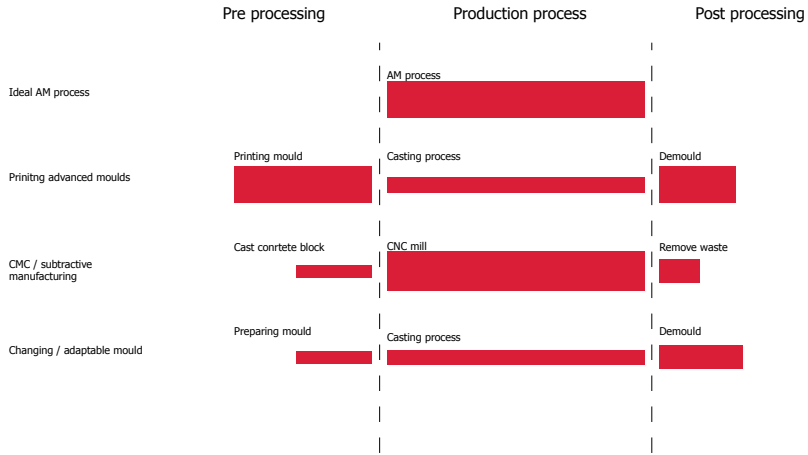 Pre processing
Production process
Post processing
Ideal AM process
AM process
Prinitng advanced moulds
Printing mould
Casting process
Demould
CMC / subtractive
manufacturing
Cast conrtete block
CNC mill
Remove waste
Changing / adaptable mould
Preparing mould
Casting process
Demould